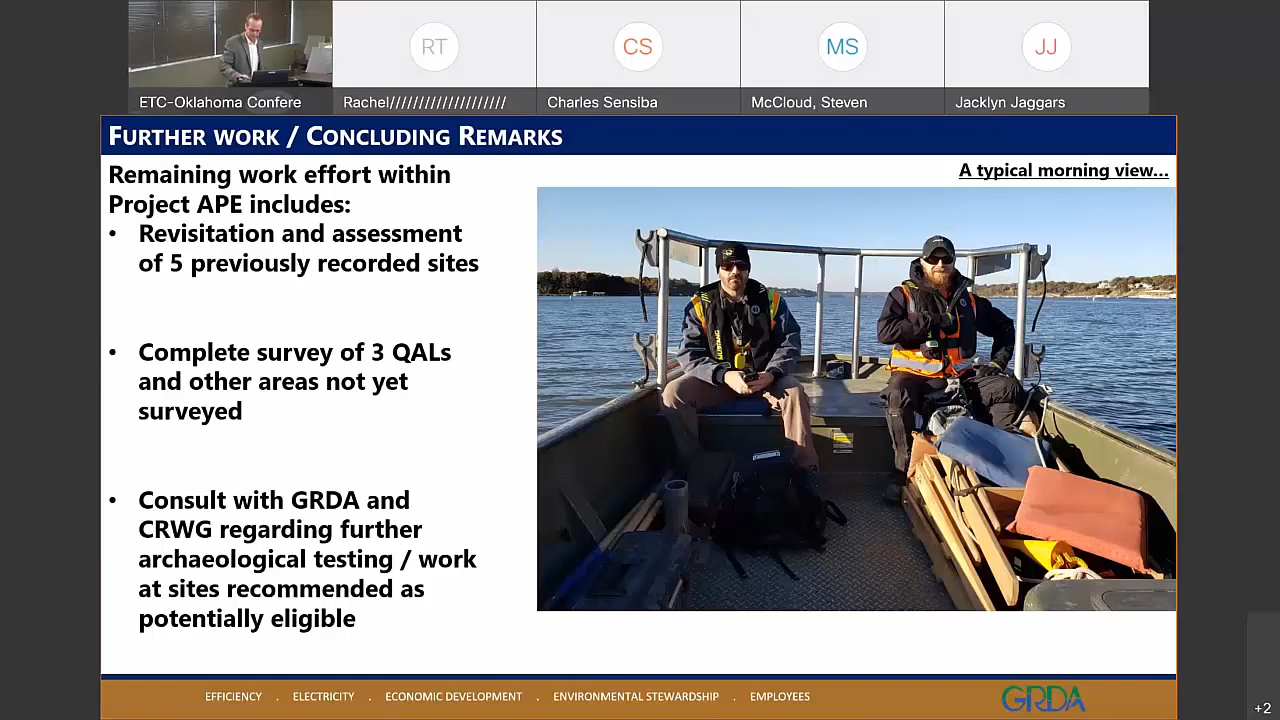 RT
CS
MS
JJ
ETC-Oklahoma Confere
Rachel////////////////////
Charles Sensiba
McCloud, Steven
Jacklyn Jaggars
FURTHER WORK / CONCLUDING REMARKS
A typical morning view...
Remaining work effort within
Project APE includes:
• Revisitation and assessment
of 5 previously recorded sites
• Complete survey of 3 QALs
and other areas not yet
surveyed
• Consult with GRDA and
CRWG regarding further
archaeological testing / work
at sites recommended as
potentially eligible
MUSTANG
EFFICIENCY . ELECTRICITY . ECONOMIC DEVELOPMENT . ENVIRONMENTAL STEWARDSHIP . EMPLOYEES
GRDA
+2